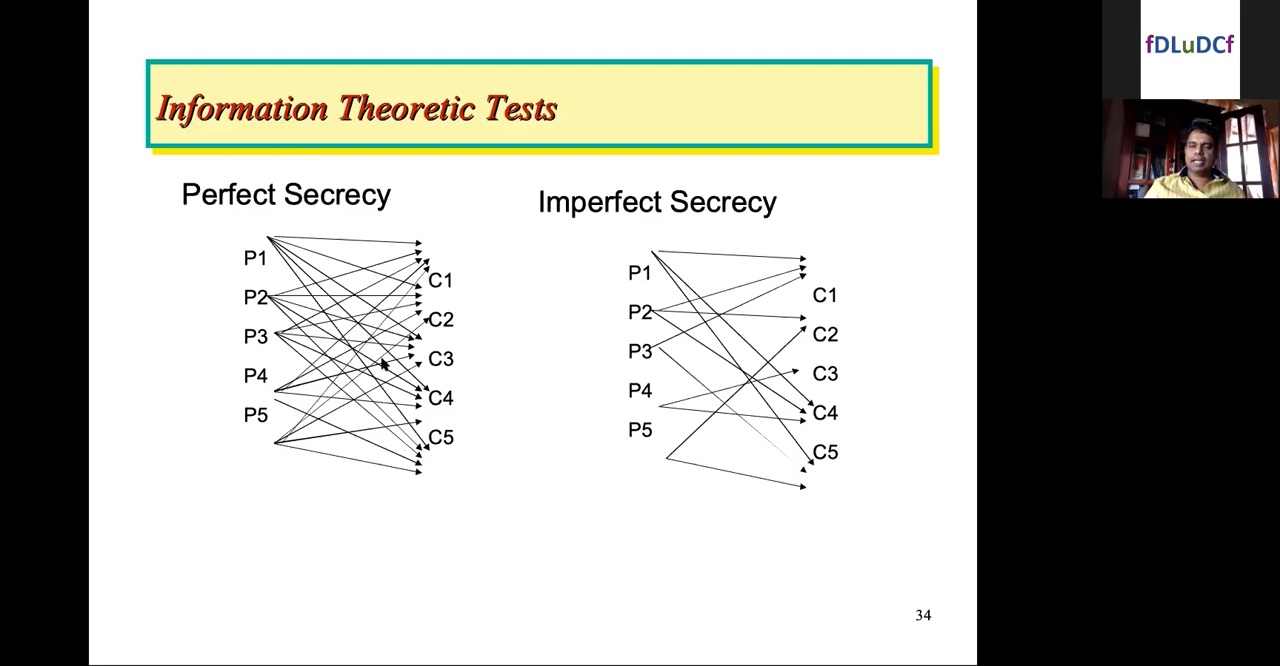 Information Theoretic Tests
Perfect Secrecy
P1
P2
P3
P4
P5
C1
C2
C3
C4
C5
Imperfect Secrecy
P1
P2
P3
P4
P5
C1
C2
C3
C4
C5
34
fDLuDCf